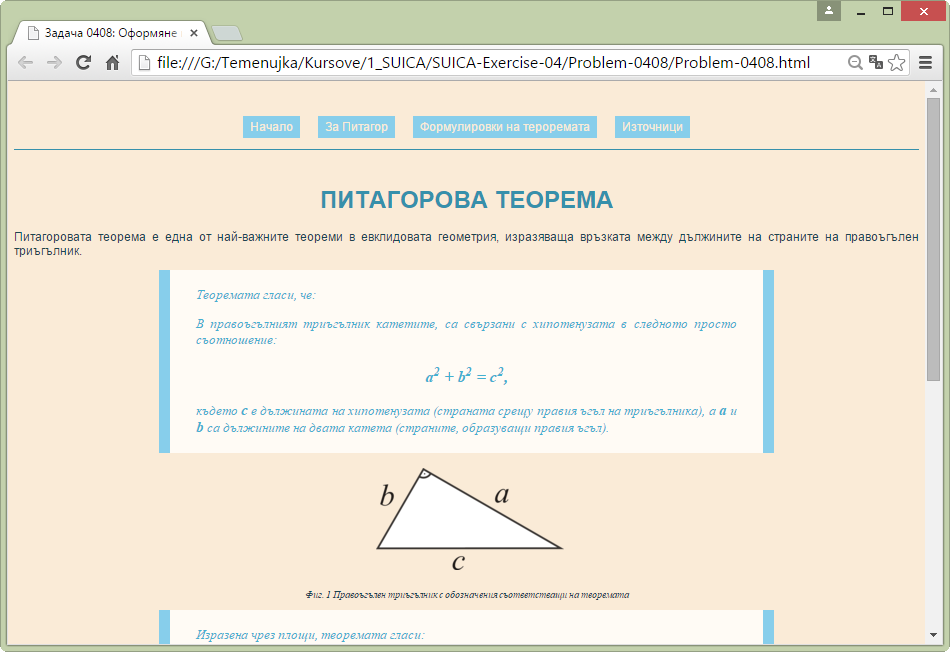 Задача 0408: Оформяне
file:///G:/Temenujka/Kursove/1_SUICA/SUICA-Exercise-04/Problem-0408/Problem-0408.html
Начало За Питагор Формулировки на тероремата Източници
ПИТАГОРОВА ТЕОРЕМА
Питагоровата теорема е една от най-важните теореми в евклидовата геометрия, изразяваща връзката между дължините на страните на правоъгълен
триъгълник.
Теоремата гласи, че:
В правоъгълният триъгълник катетите, са свързани с хипотенузата в следното просто
съотношение:
a² + b² = c²,
където c е дължината на хипотенузата (страната срещу правия ъгъл на триъгълника), а a и
b са дължините на двата катета (страните, образуващи правия ъгъл).
b a
c
Фиг. 1 Правоъгълен триъгълник с обозначения съответстващи на теоремата
Изразена чрез площи, теоремата гласи: